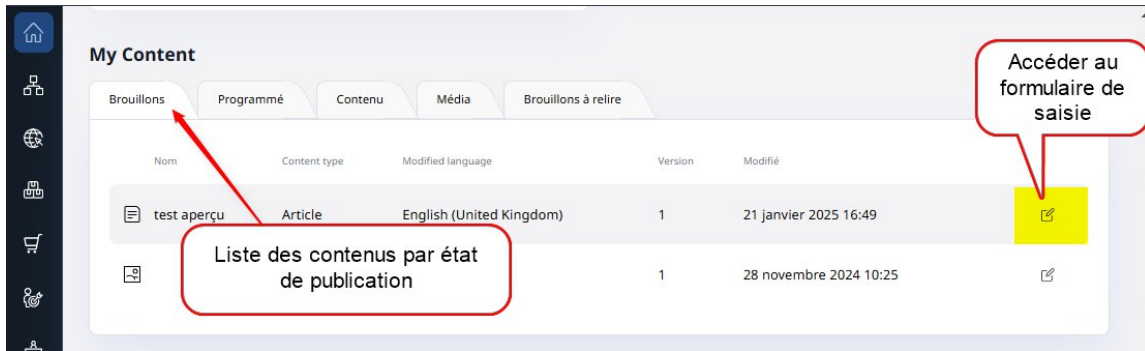 My Content
Accéder au
formulaire de
saisie
Brouillons Programmé Contenu Média Brouillons à relire
Nom Content type Modified language Version Modifié
test aperçu Article English (United Kingdom) 1 21 janvier 2025 16:49
Liste des contenus par état
de publication
1 28 novembre 2024 10:25